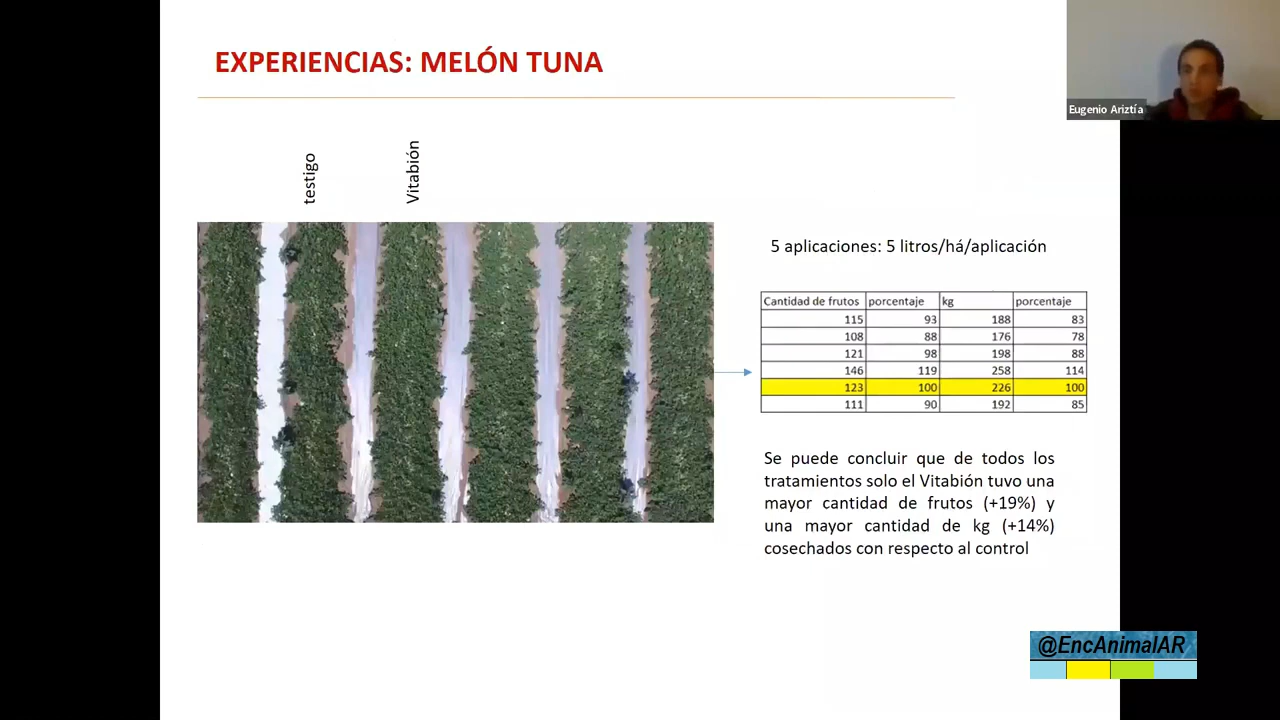 EXPERIENCIAS: MELÓN TUNA
Eugenio Ariztía
testigo
Vitabión
5 aplicaciones: 5 litros/há/aplicación
Cantidad de frutos porcentaje kg porcentaje
115 93 188 83
108 88 176 78
121 98 198 88
146 119 258 114
123 100 226 100
111 90 192 85
Se puede concluir que de todos los
tratamientos solo el Vitabión tuvo una
mayor cantidad de frutos (+19%) y
una mayor cantidad de kg (+14%)
cosechados con respecto al control
@EncAnimalAR